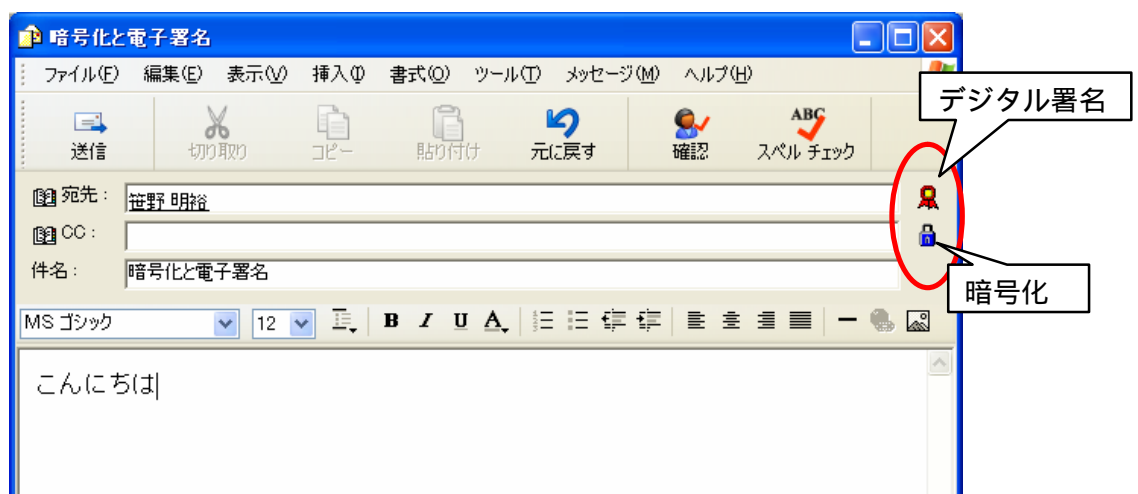 暗号化と電子署名
ファイル(F) 編集(E) 表示(V) 挿入(I) 書式(O) ツール(T) メッセージ(M) ヘルプ(H)
デジタル署名
送信 切り取り コピー 貼り付け 元に戻す 確認 ABC スペル チェック
宛先: 笹野 明裕
CC:
件名: 暗号化と電子署名
暗号化
MS ゴシック 12 B I U A
こんにちは